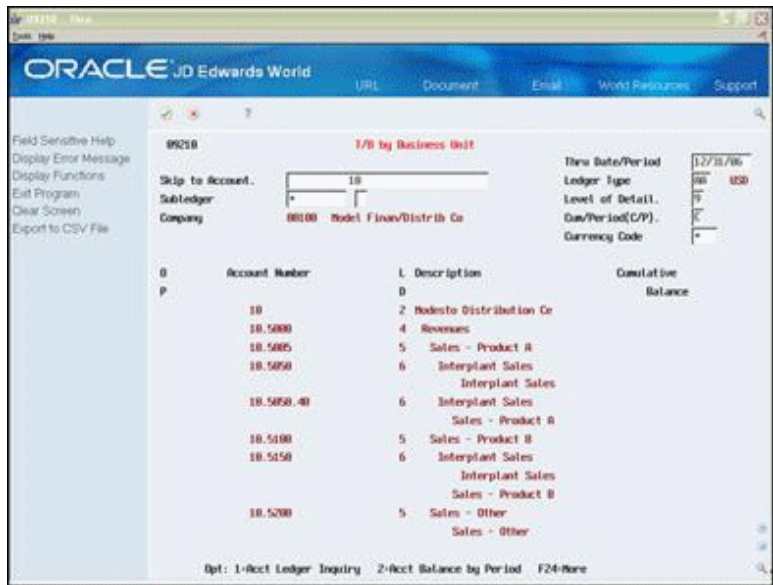 09210
Tools Help
ORACLE JD Edwards World
URL Document Email World Resources Support
?
Field Sensitive Help
Display Error Message
Display Functions
Exit Program
Clear Screen
Export to CSV File
09210 T/B by Business Unit
Thru Date/Period 12/31/06
Skip to Account. 10 Ledger Type AA USD
Subledger * Level of Detail. 9
Company 00100 Model Finan/Distrib Co Cum/Period(C/P). C
Currency Code *
O Account Number L Description Cumulative
P D Balance
10 2 Modesto Distribution Ce
10.5000 4 Revenues
10.5005 5 Sales - Product A
10.5050 6 Interplant Sales
Interplant Sales
10.5050.40 6 Interplant Sales
Sales - Product A
10.5100 5 Sales - Product B
10.5150 6 Interplant Sales
Interplant Sales
Sales - Product B
10.5200 5 Sales - Other
Sales - Other
Opt: 1=Acct Ledger Inquiry 2=Acct Balance by Period F24=More